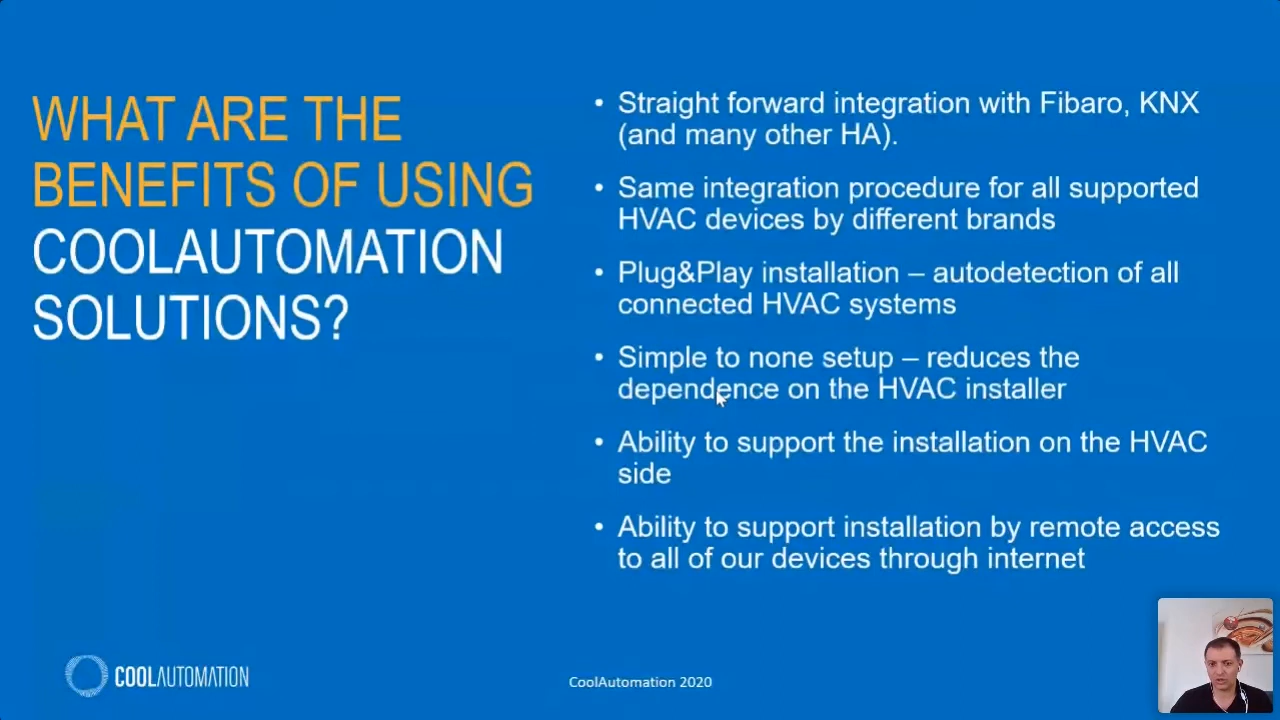 WHAT ARE THE
BENEFITS OF USING
COOLAUTOMATION
SOLUTIONS?
• Straight forward integration with Fibaro, KNX
(and many other HA).
• Same integration procedure for all supported
HVAC devices by different brands
• Plug&Play installation – autodetection of all
connected HVAC systems
• Simple to none setup – reduces the
dependence on the HVAC installer
• Ability to support the installation on the HVAC
side
• Ability to support installation by remote access
to all of our devices through internet
COOLAUTOMATION
CoolAutomation 2020